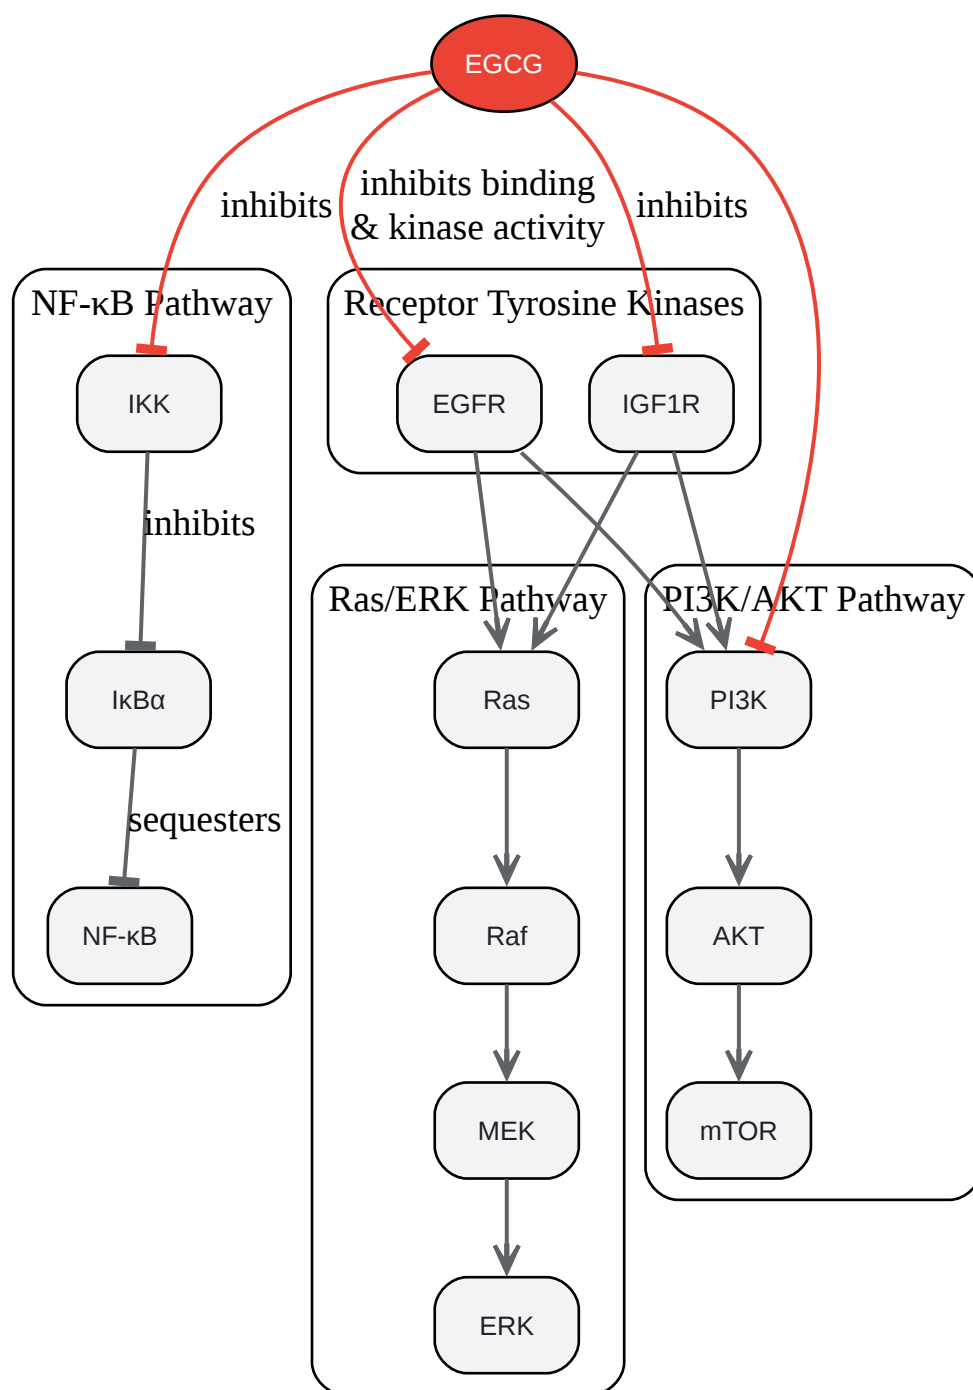 EGCG
inhibits
inhibits binding
& kinase activity
inhibits
NF-κB Pathway
Receptor Tyrosine Kinases
IKK
EGFR
IGF1R
inhibits
Ras/ERK Pathway
PI3K/AKT Pathway
IκBα
Ras
PI3K
sequesters
NF-κB
Raf
AKT
MEK
mTOR
ERK